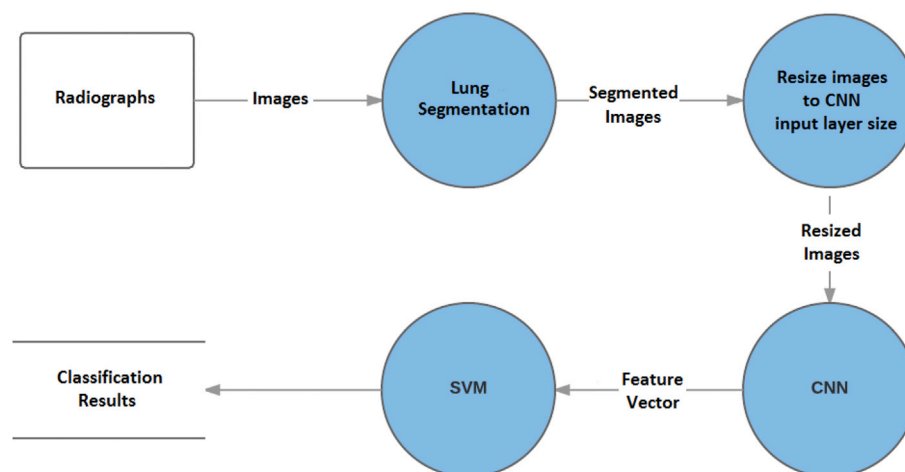 Radiographs
Images
Lung
Segmentation
Segmented
Images
Resize images
to CNN
input layer size
Resized
Images
CNN
Feature
Vector
SVM
Classification
Results